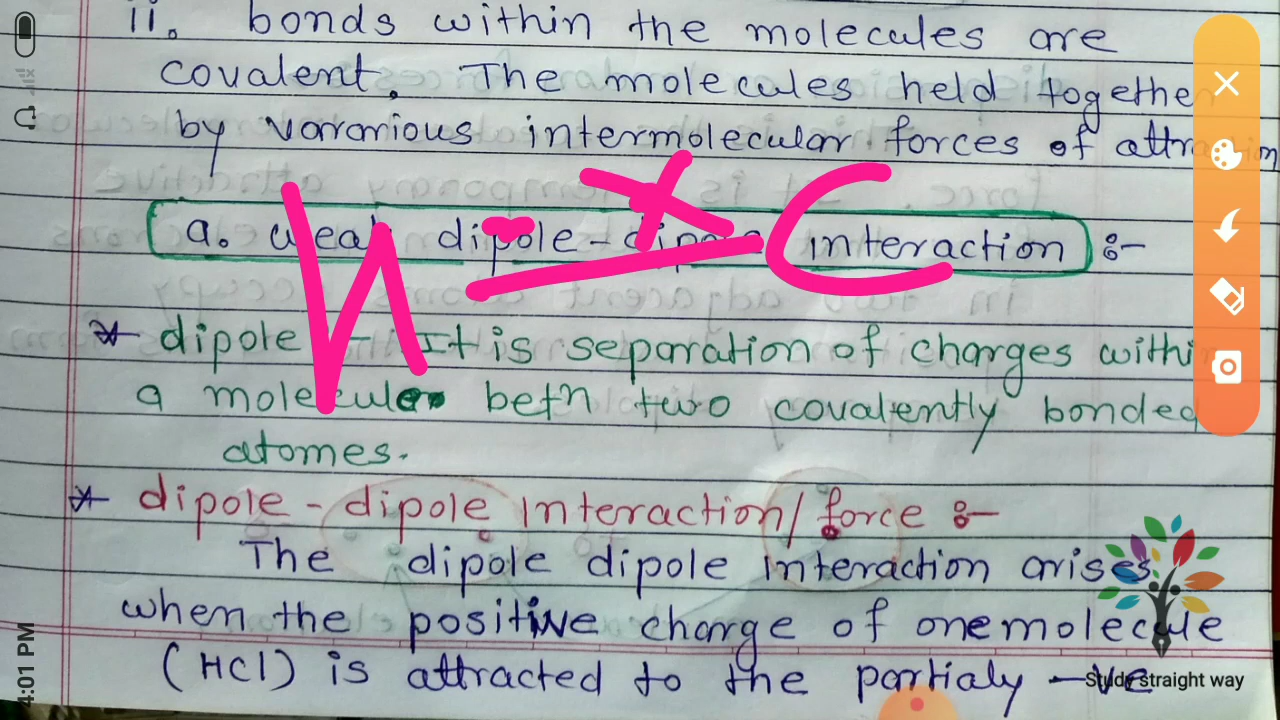 ii. bonds within the molecules are
covalent. The molecules held togethe
by vararious intermolecular forces of attraction
a. weak dipole-dipole interaction :-
* dipole - It is separation of charges withi
a molecule betn two covalently bonded
atomes.
* dipole - dipole Interaction/force :-
The dipole dipole interaction arises
when the positive charge of one molecule
(HCl) is attracted to the partialy -ve
Study straight way
4:01 PM